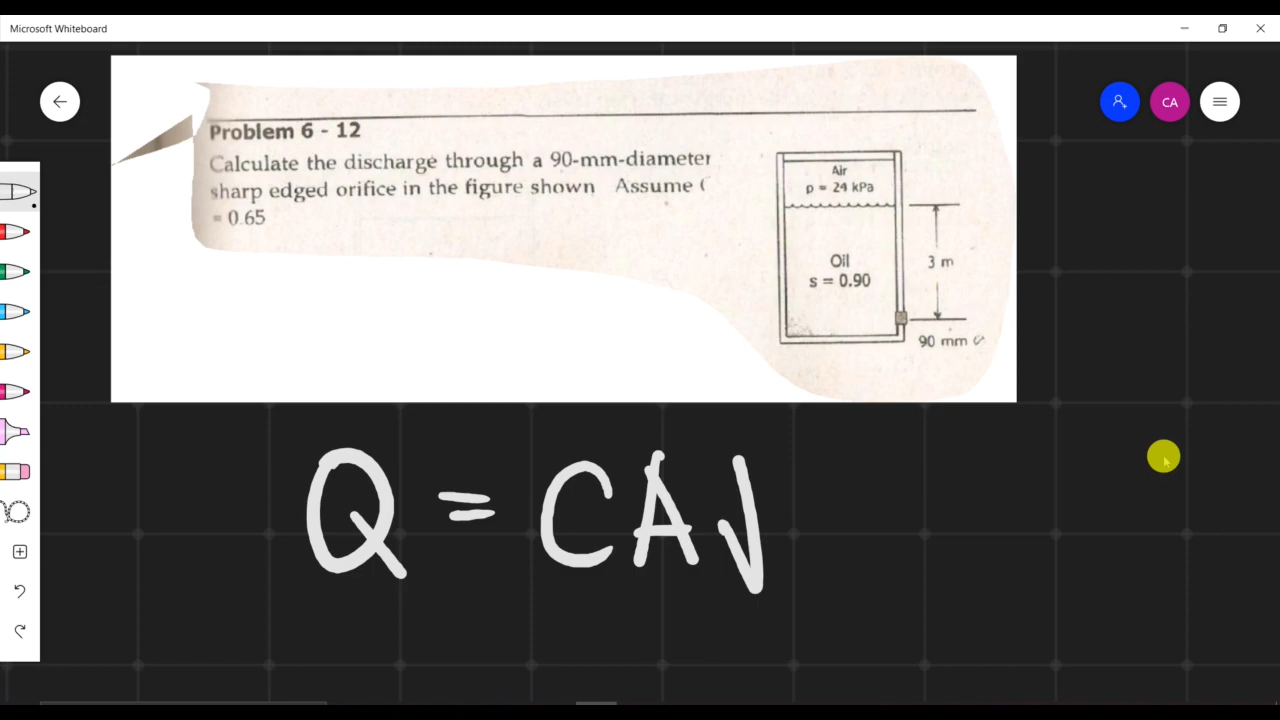 Microsoft Whiteboard
CA
Problem 6 - 12
Calculate the discharge through a 90-mm-diameter
sharp edged orifice in the figure shown Assume
= 0.65
Air
p = 24 kPa
Oil
s = 0.90
3 m
90 mm
Q = CA√